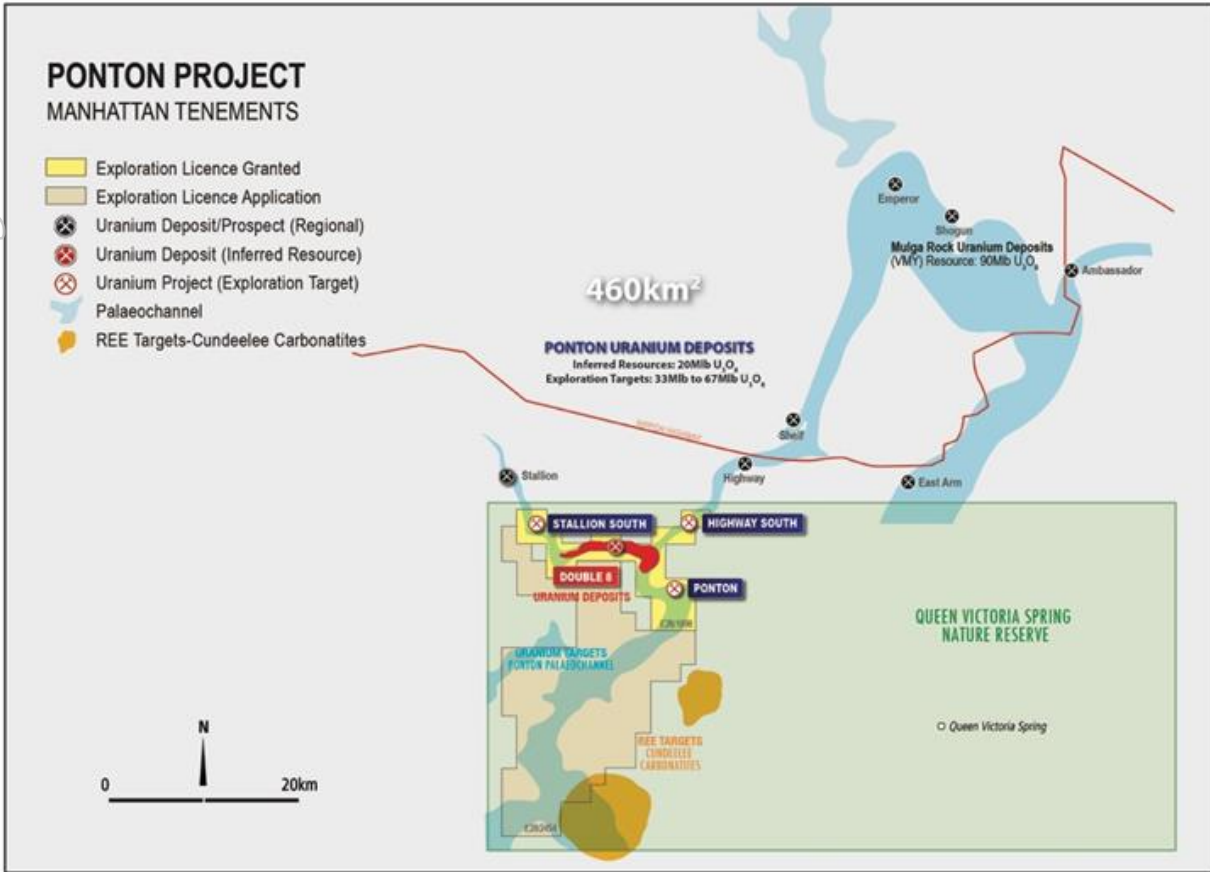 PONTON PROJECT
MANHATTAN TENEMENTS
Exploration Licence Granted
Exploration Licence Application
Uranium Deposit/Prospect (Regional)
Uranium Deposit (Inferred Resource)
Uranium Project (Exploration Target)
Palaeochannel
REE Targets-Cundeelee Carbonatites
460km²
PONTON URANIUM DEPOSITS
Inferred Resources: 20Mlb U₃O₈
Exploration Targets: 33Mlb to 67Mlb U₃O₈
Emperor
Shogun
Mulga Rock Uranium Deposits
(VMY) Resource: 90Mlb U₃O₈
Ambassador
Shelf
Highway
East Arm
Stallion
STALLION SOUTH
HIGHWAY SOUTH
DOUBLE 8
URANIUM DEPOSITS
PONTON
URANIUM TARGETS
PONTON PALAEOCHANNEL
QUEEN VICTORIA SPRING
NATURE RESERVE
Queen Victoria Spring
REE TARGETS
CUNDEELEE
CARBONATITES
N
0
20km